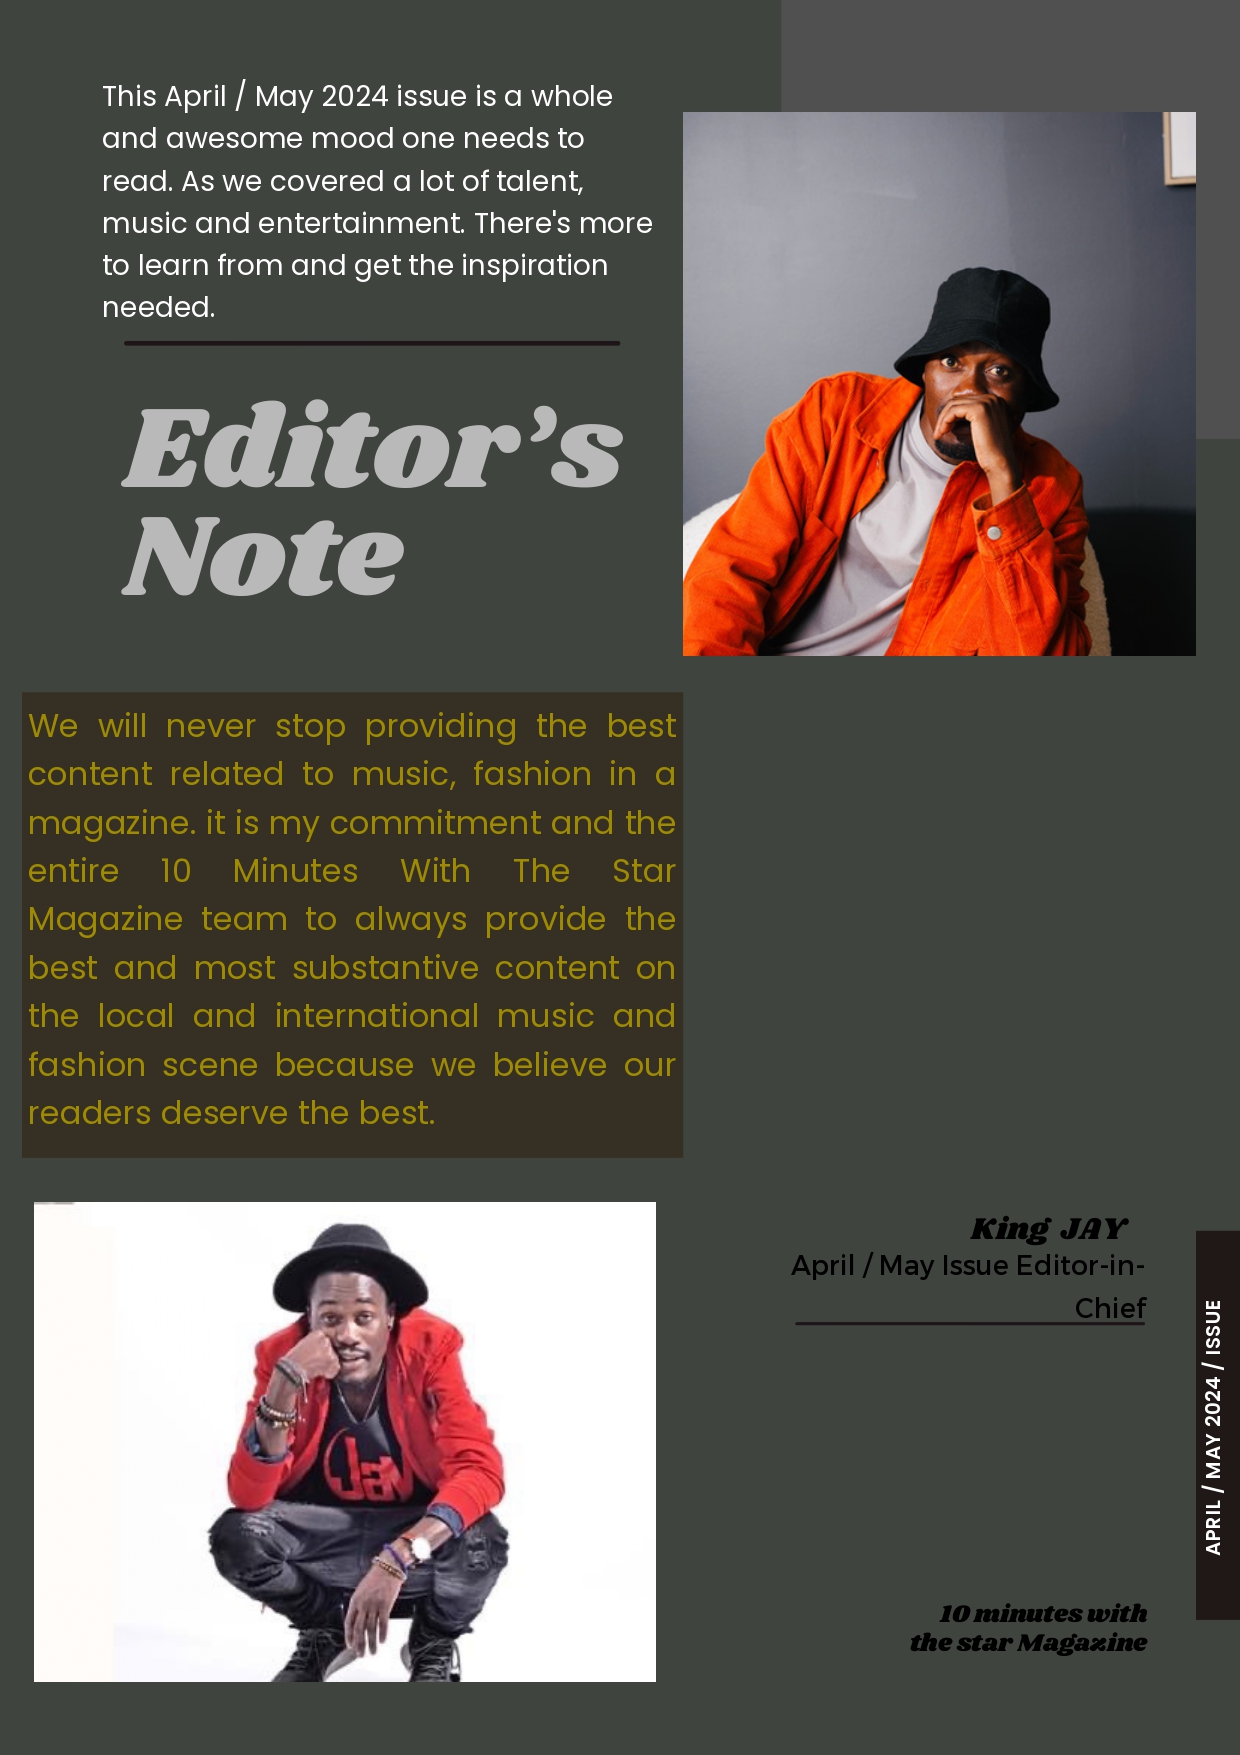 This April / May 2024 issue is a whole
and awesome mood one needs to
read. As we covered a lot of talent,
music and entertainment. There's more
to learn from and get the inspiration
needed.
Editor's
Note
We will never stop providing the best
content related to music, fashion in a
magazine. it is my commitment and the
entire 10 Minutes With The Star
Magazine team to always provide the
best and most substantive content on
the local and international music and
fashion scene because we believe our
readers deserve the best.
Jay
King JAY
April / May Issue Editor-in-
Chief
APRIL / MAY 2024 / ISSUE
10 minutes with
the star Magazine